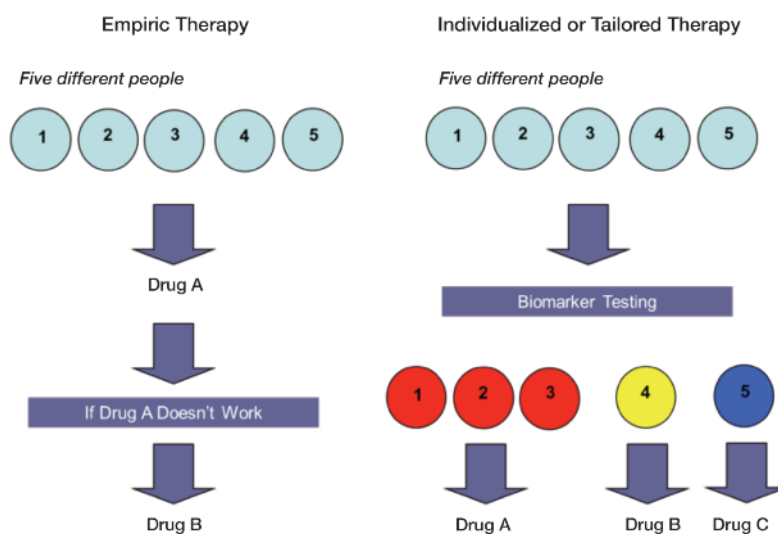 Empiric Therapy
Five different people
1 2 3 4 5
Drug A
If Drug A Doesn't Work
Drug B
Individualized or Tailored Therapy
Five different people
1 2 3 4 5
Biomarker Testing
1 2 3 4 5
Drug A Drug B Drug C